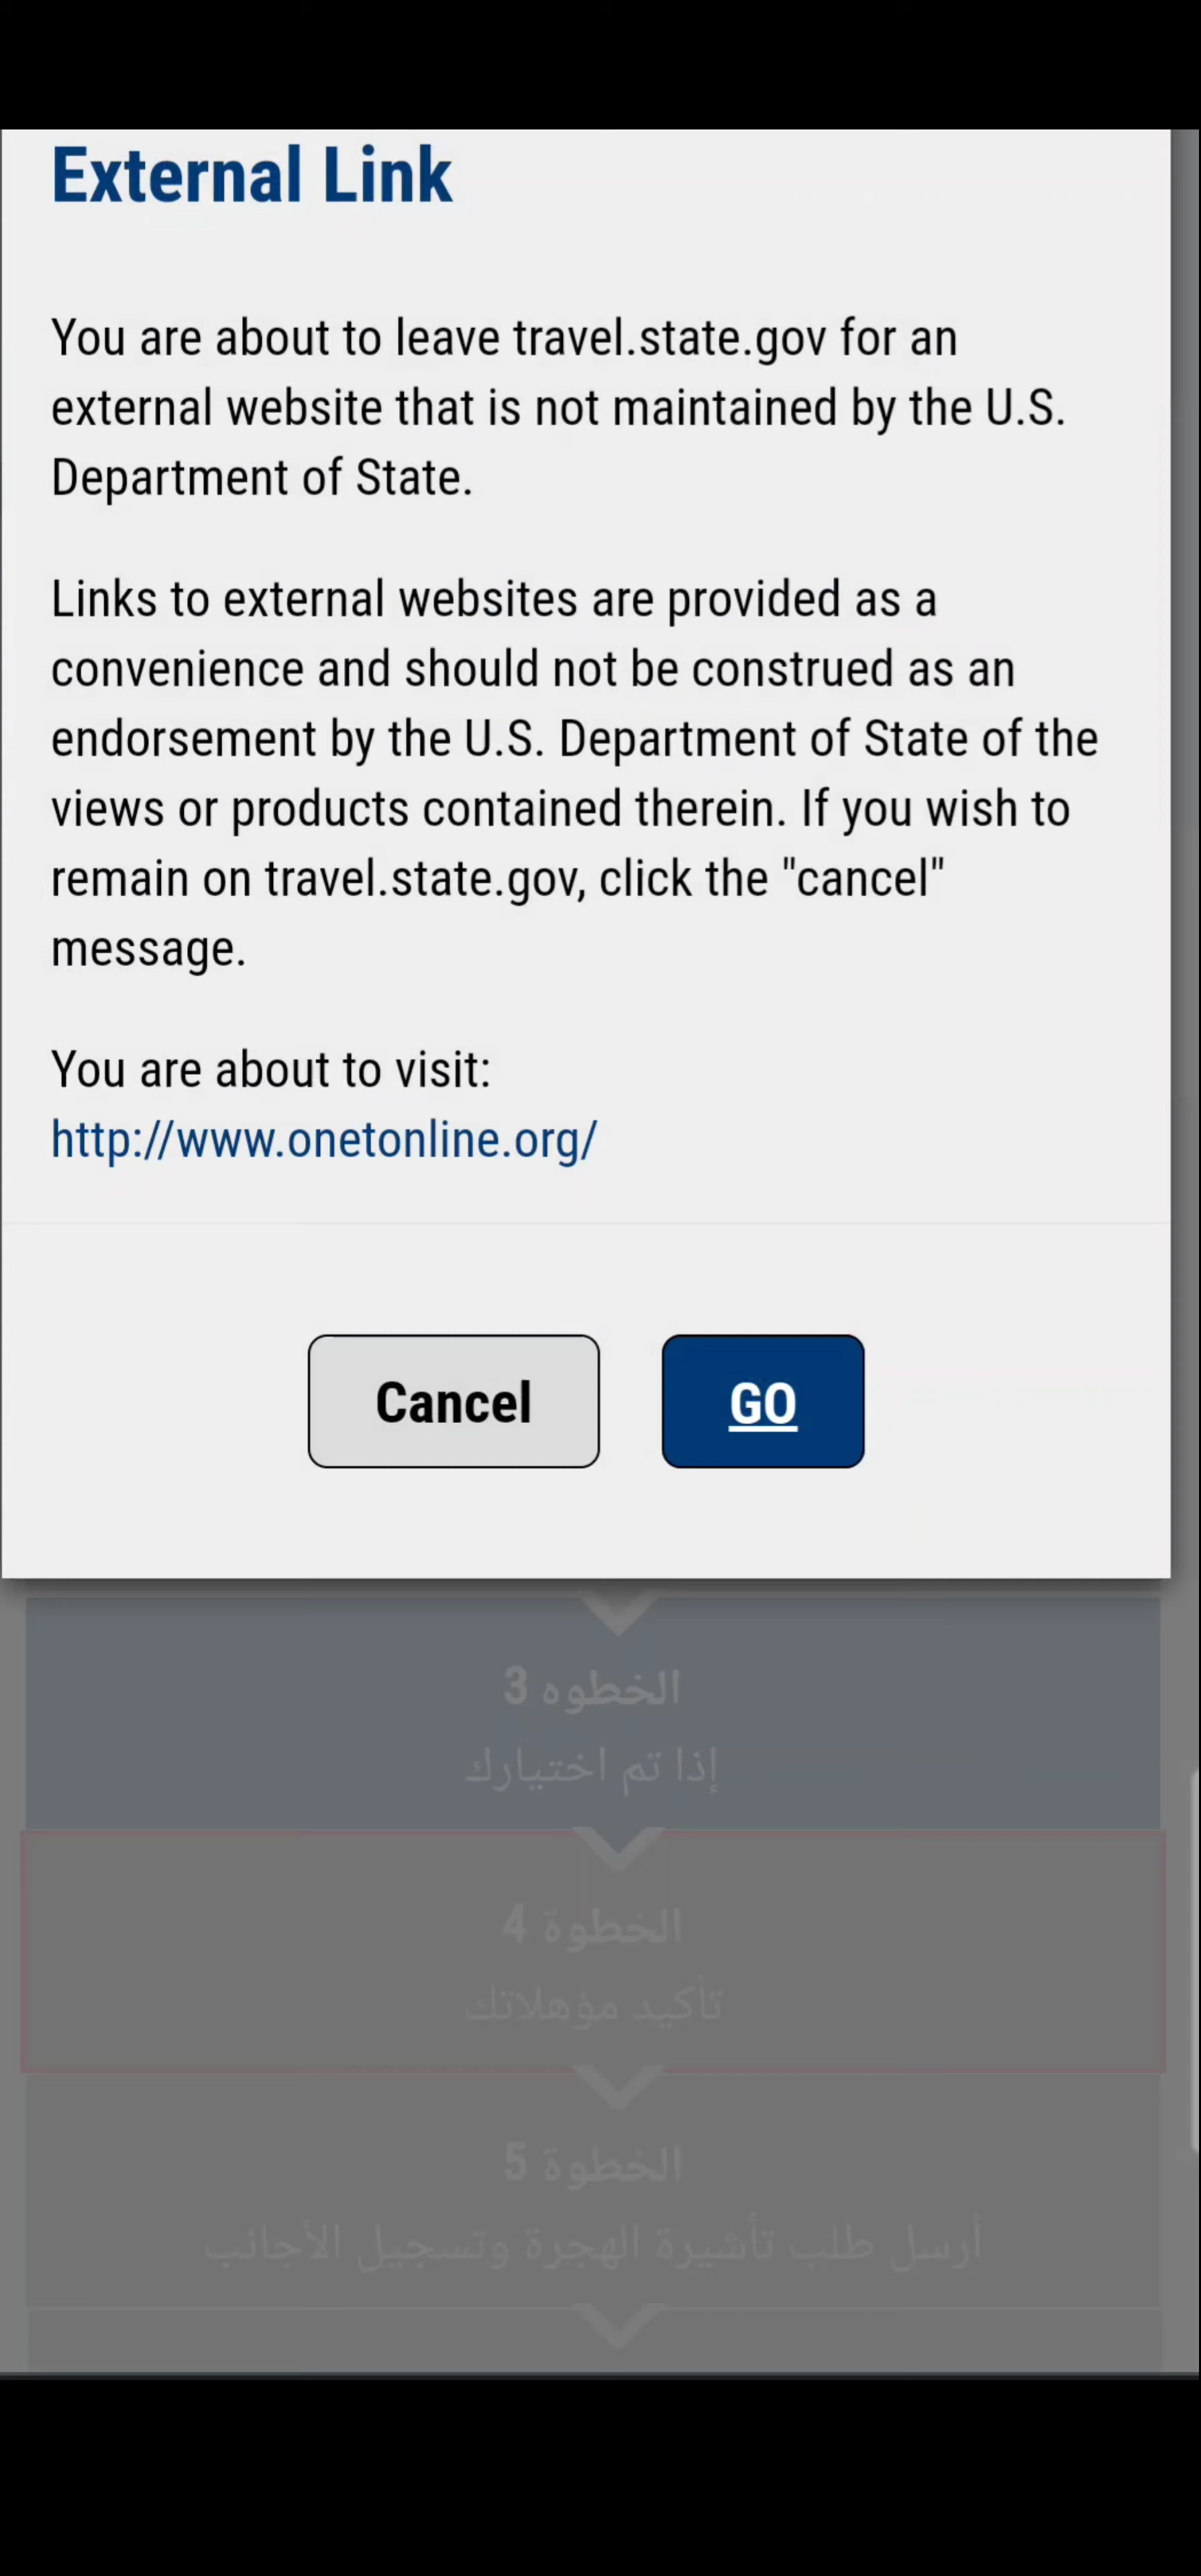 External Link
You are about to leave travel.state.gov for an
external website that is not maintained by the U.S.
Department of State.
Links to external websites are provided as a
convenience and should not be construed as an
endorsement by the U.S. Department of State of the
views or products contained therein. If you wish to
remain on travel.state.gov, click the "cancel"
message.
You are about to visit:
http://www.onetonline.org/
Cancel
GO
الخطوه 3
إذا تم اختيارك
الخطوة 4
تأكيد مؤهلاتك
الخطوة 5
أرسل طلب تأشيرة الهجرة وتسجيل الأجانب